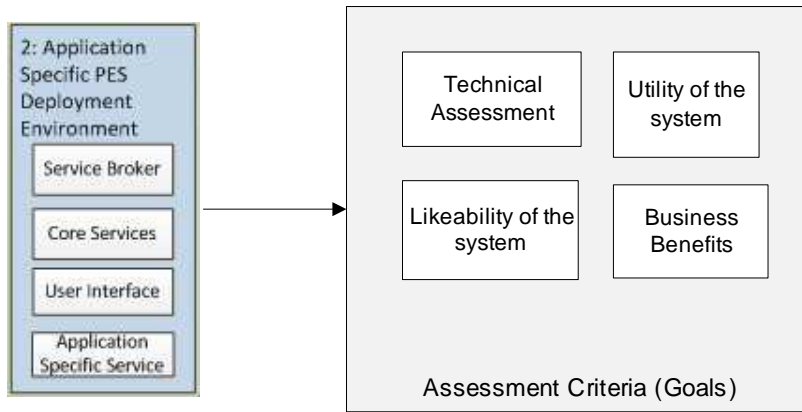 2: Application
Specific PES
Deployment
Environment
Service Broker
Core Services
User Interface
Application
Specific Service
Technical
Assessment
Utility of the
system
Likeability of the
system
Business
Benefits
Assessment Criteria (Goals)